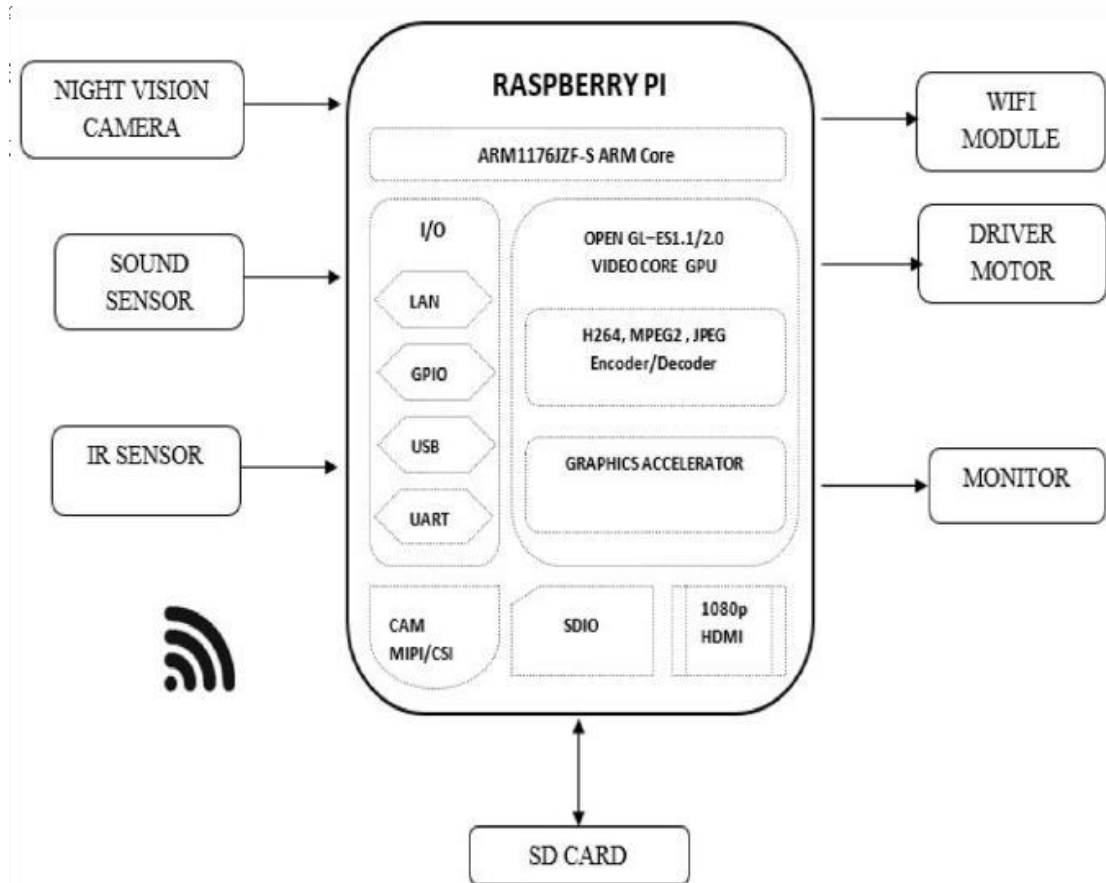 NIGHT VISION
CAMERA
SOUND
SENSOR
IR SENSOR
RASPBERRY PI
ARM1176JZF-S ARM Core
I/O
LAN
GPIO
USB
UART
OPEN GL-ES1.1/2.0
VIDEO CORE GPU
H264, MPEG2 , JPEG
Encoder/Decoder
GRAPHICS ACCELERATOR
CAM
MIPI/CSI
SDIO
1080p
HDMI
WIFI
MODULE
DRIVER
MOTOR
MONITOR
SD CARD